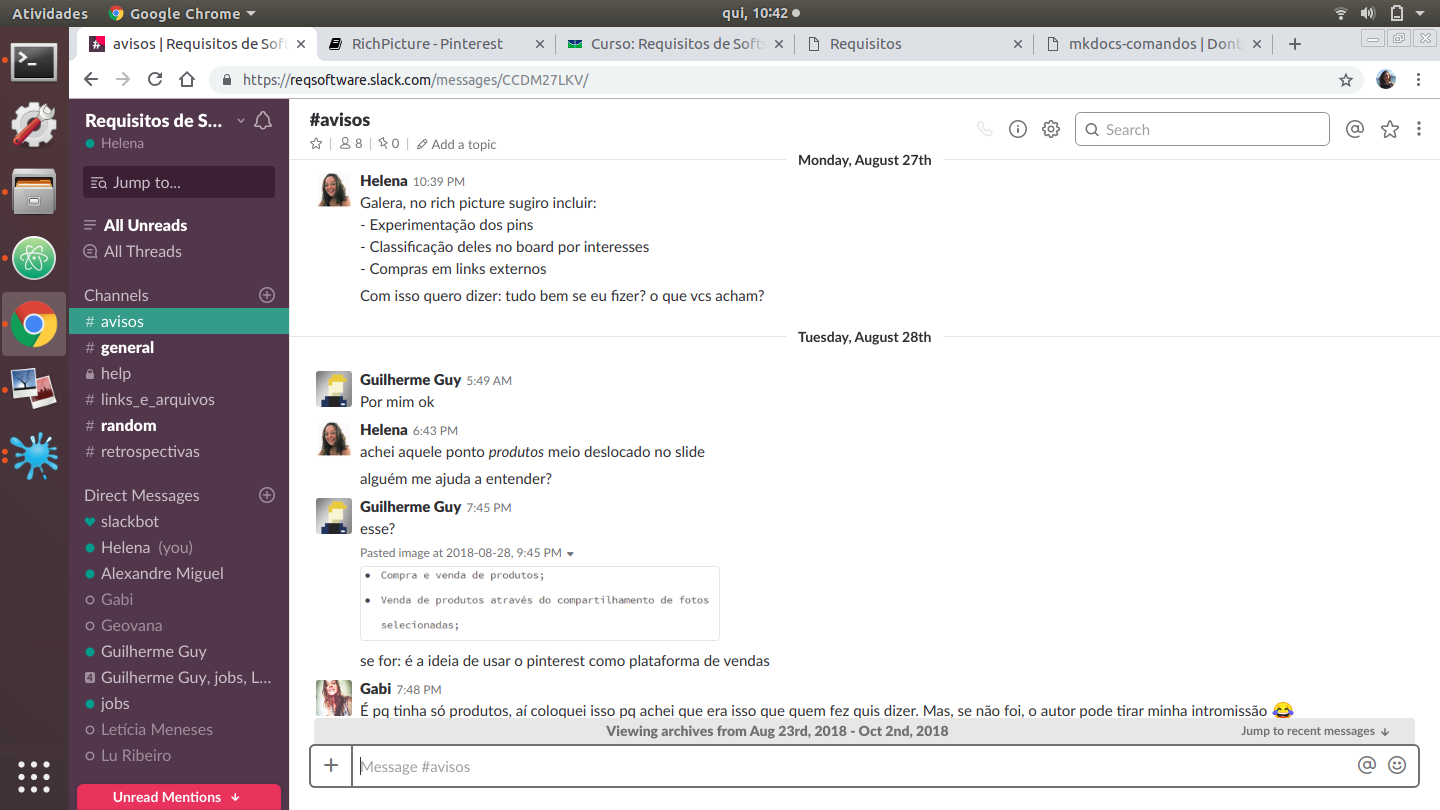 Atividades
Google Chrome
qui, 10:42
avisos | Requisitos de Soft
RichPicture - Pinterest
Curso: Requisitos de Softw
Requisitos
mkdocs-comandos | Dont
https://reqsoftware.slack.com/messages/CCDM27LKV/
Requisitos de S...
Helena
Jump to...
All Unreads
All Threads
Channels
# avisos
# general
help
# links_e_arquivos
# random
# retrospectivas
Direct Messages
slackbot
Helena (you)
Alexandre Miguel
Gabi
Geovana
Guilherme Guy
4 Guilherme Guy, jobs, L...
jobs
Letícia Meneses
Lu Ribeiro
Unread Mentions ↓
#avisos
8 | 0 | Add a topic
Search
Monday, August 27th
Helena 10:39 PM
Galera, no rich picture sugiro incluir:
- Experimentação dos pins
- Classificação deles no board por interesses
- Compras em links externos
Com isso quero dizer: tudo bem se eu fizer? o que vcs acham?
Tuesday, August 28th
Guilherme Guy 5:49 AM
Por mim ok
Helena 6:43 PM
achei aquele ponto produtos meio deslocado no slide
alguém me ajuda a entender?
Guilherme Guy 7:45 PM
esse?
Pasted image at 2018-08-28, 9:45 PM
• Compra e venda de produtos;
• Venda de produtos através do compartilhamento de fotos
selecionadas;
se for: é a ideia de usar o pinterest como plataforma de vendas
Gabi 7:48 PM
É pq tinha só produtos, aí coloquei isso pq achei que era isso que quem fez quis dizer. Mas, se não foi, o autor pode tirar minha intromissão 😂
Viewing archives from Aug 23rd, 2018 - Oct 2nd, 2018
Jump to recent messages ↓
Message #avisos